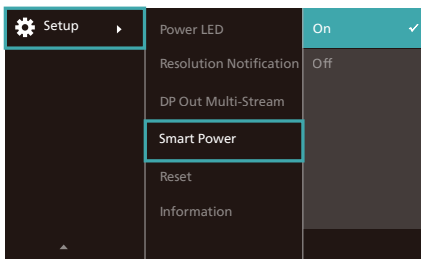 Setup
Power LED
On
Resolution Notification
Off
DP Out Multi-Stream
Smart Power
Reset
Information